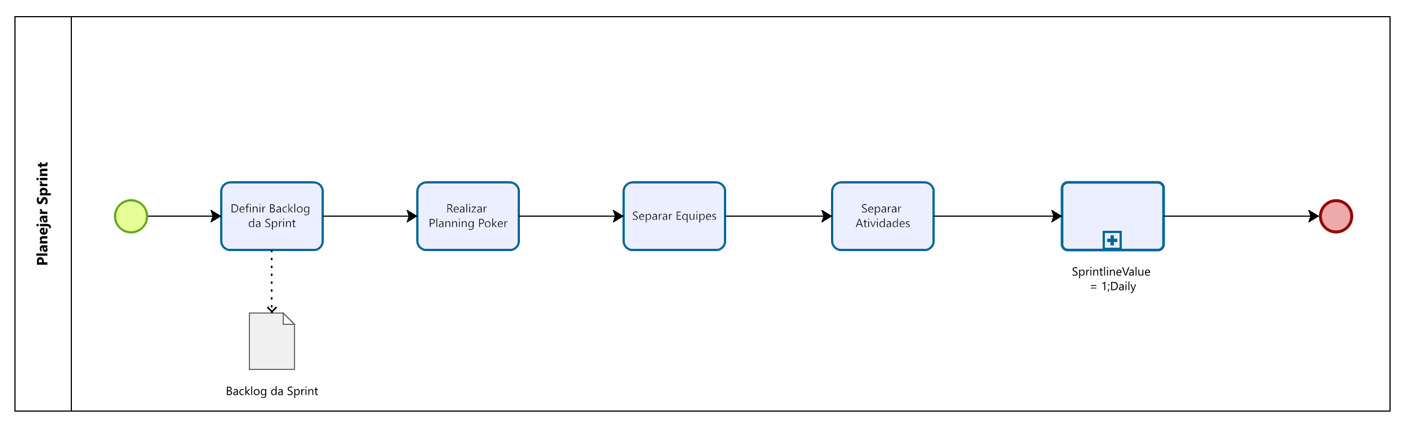 Planejar Sprint
Definir Backlog
da Sprint
Realizar
Planning Poker
Separar Equipes
Separar
Atividades
SprintlineValue
= 1;Daily
Backlog da Sprint